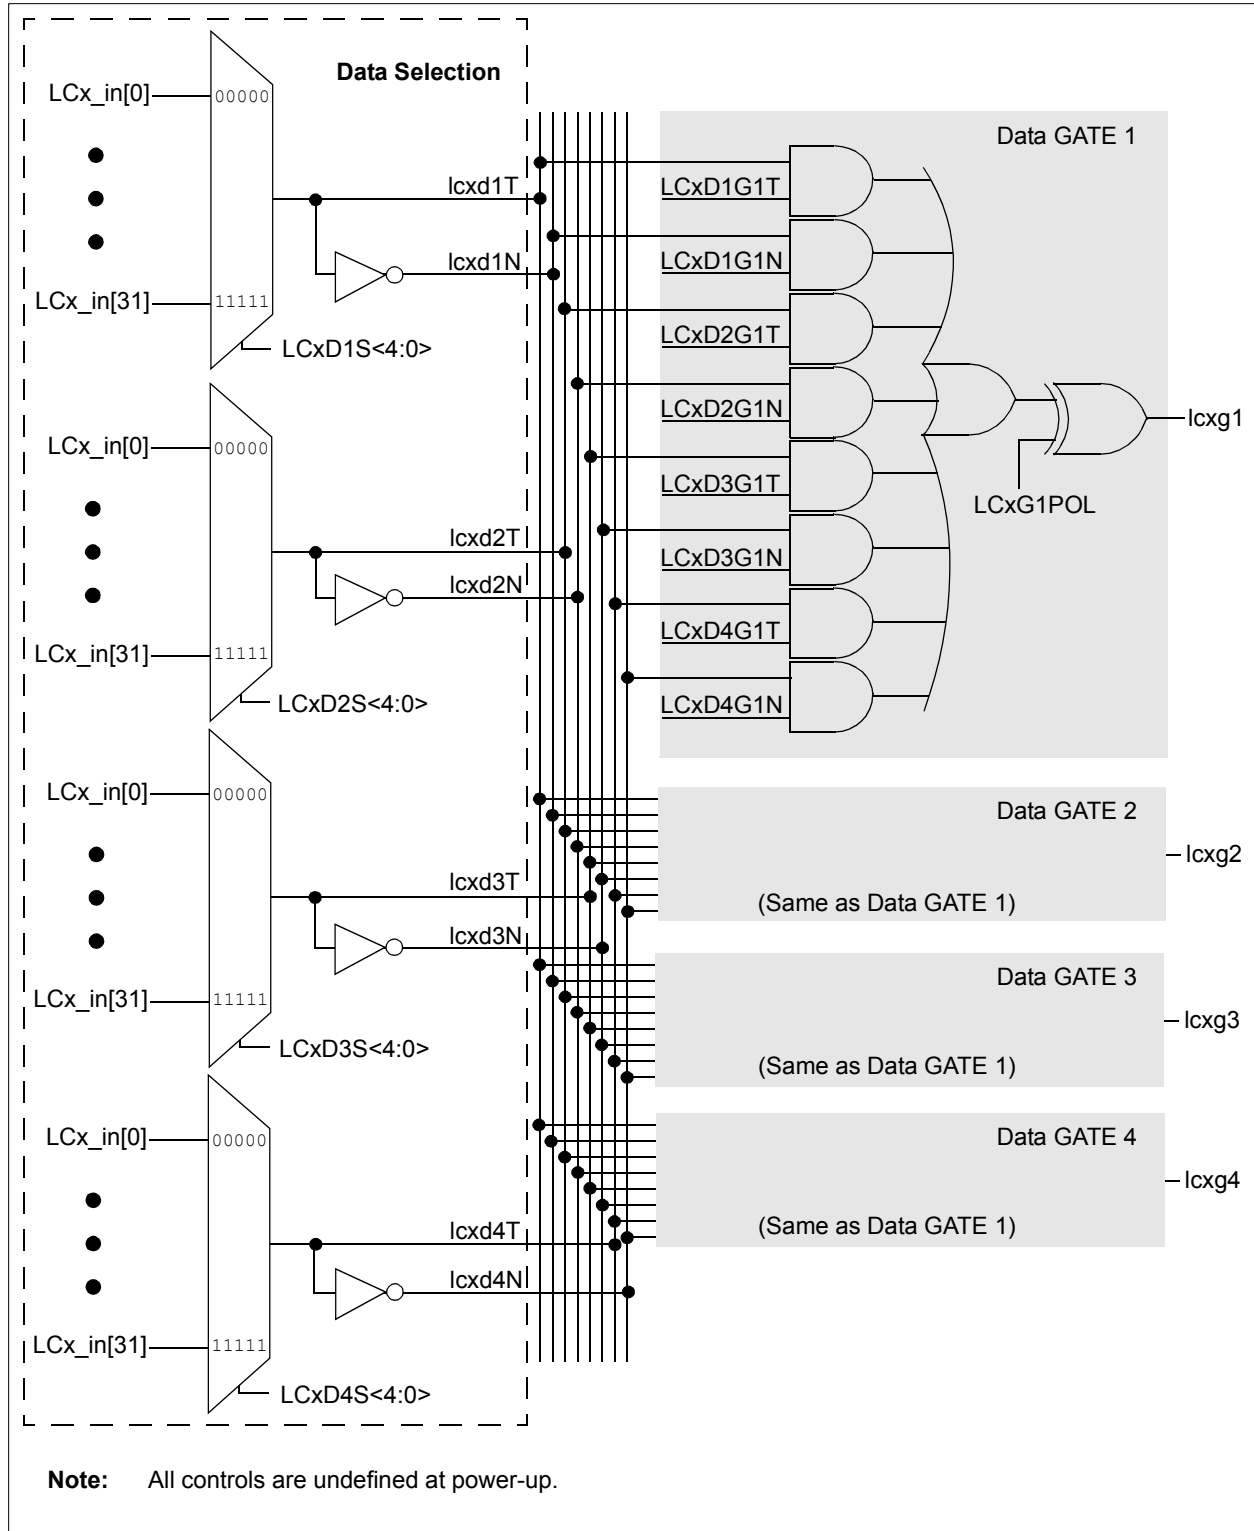 Data Selection
LCx_in[0]
00000
LCx_in[31]
11111
LCxD1S<4:0>
lcxd1T
lcxd1N
LCx_in[0]
00000
LCx_in[31]
11111
LCxD2S<4:0>
lcxd2T
lcxd2N
LCx_in[0]
00000
LCx_in[31]
11111
LCxD3S<4:0>
lcxd3T
lcxd3N
LCx_in[0]
00000
LCx_in[31]
11111
LCxD4S<4:0>
lcxd4T
lcxd4N
Data GATE 1
LCxD1G1T
LCxD1G1N
LCxD2G1T
LCxD2G1N
LCxD3G1T
LCxD3G1N
LCxD4G1T
LCxD4G1N
LCxG1POL
lcxg1
Data GATE 2
(Same as Data GATE 1)
lcxg2
Data GATE 3
(Same as Data GATE 1)
lcxg3
Data GATE 4
(Same as Data GATE 1)
lcxg4
Note: All controls are undefined at power-up.